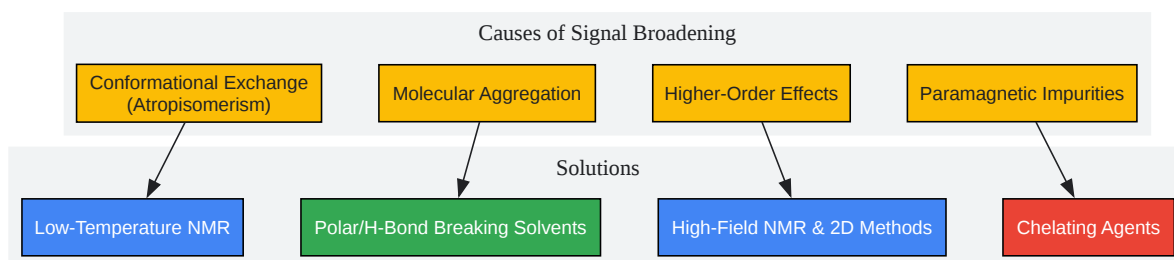 Causes of Signal Broadening
Conformational Exchange
(Atropisomerism)
Molecular Aggregation
Higher-Order Effects
Paramagnetic Impurities
Solutions
Low-Temperature NMR
Polar/H-Bond Breaking Solvents
High-Field NMR & 2D Methods
Chelating Agents